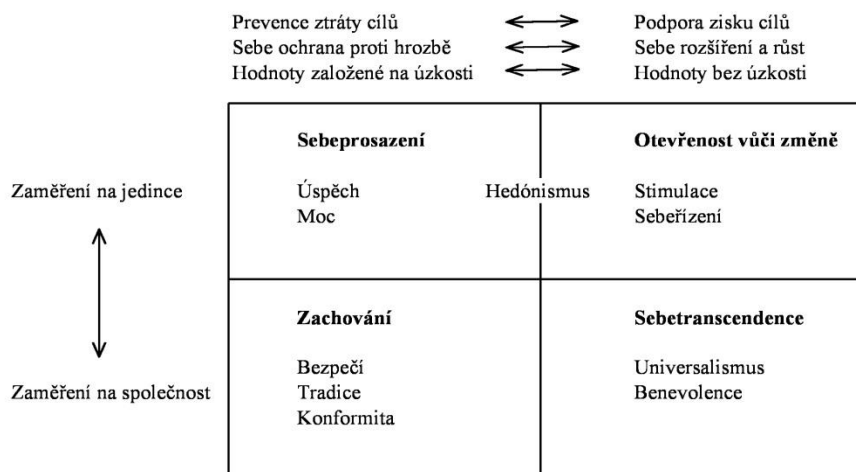 Prevence ztráty cílů Podpora zisku cílů
Sebe ochrana proti hrozbě Sebe rozšíření a růst
Hodnoty založené na úzkosti Hodnoty bez úzkosti
Sebeprosazení Otevřenost vůči změně
Zaměření na jedince Úspěch Hedónismus Stimulace
Moc Sebeřízení
Zachování Sebetranscendence
Bezpečí Universalismus
Zaměření na společnost Tradice Benevolence
Konformita